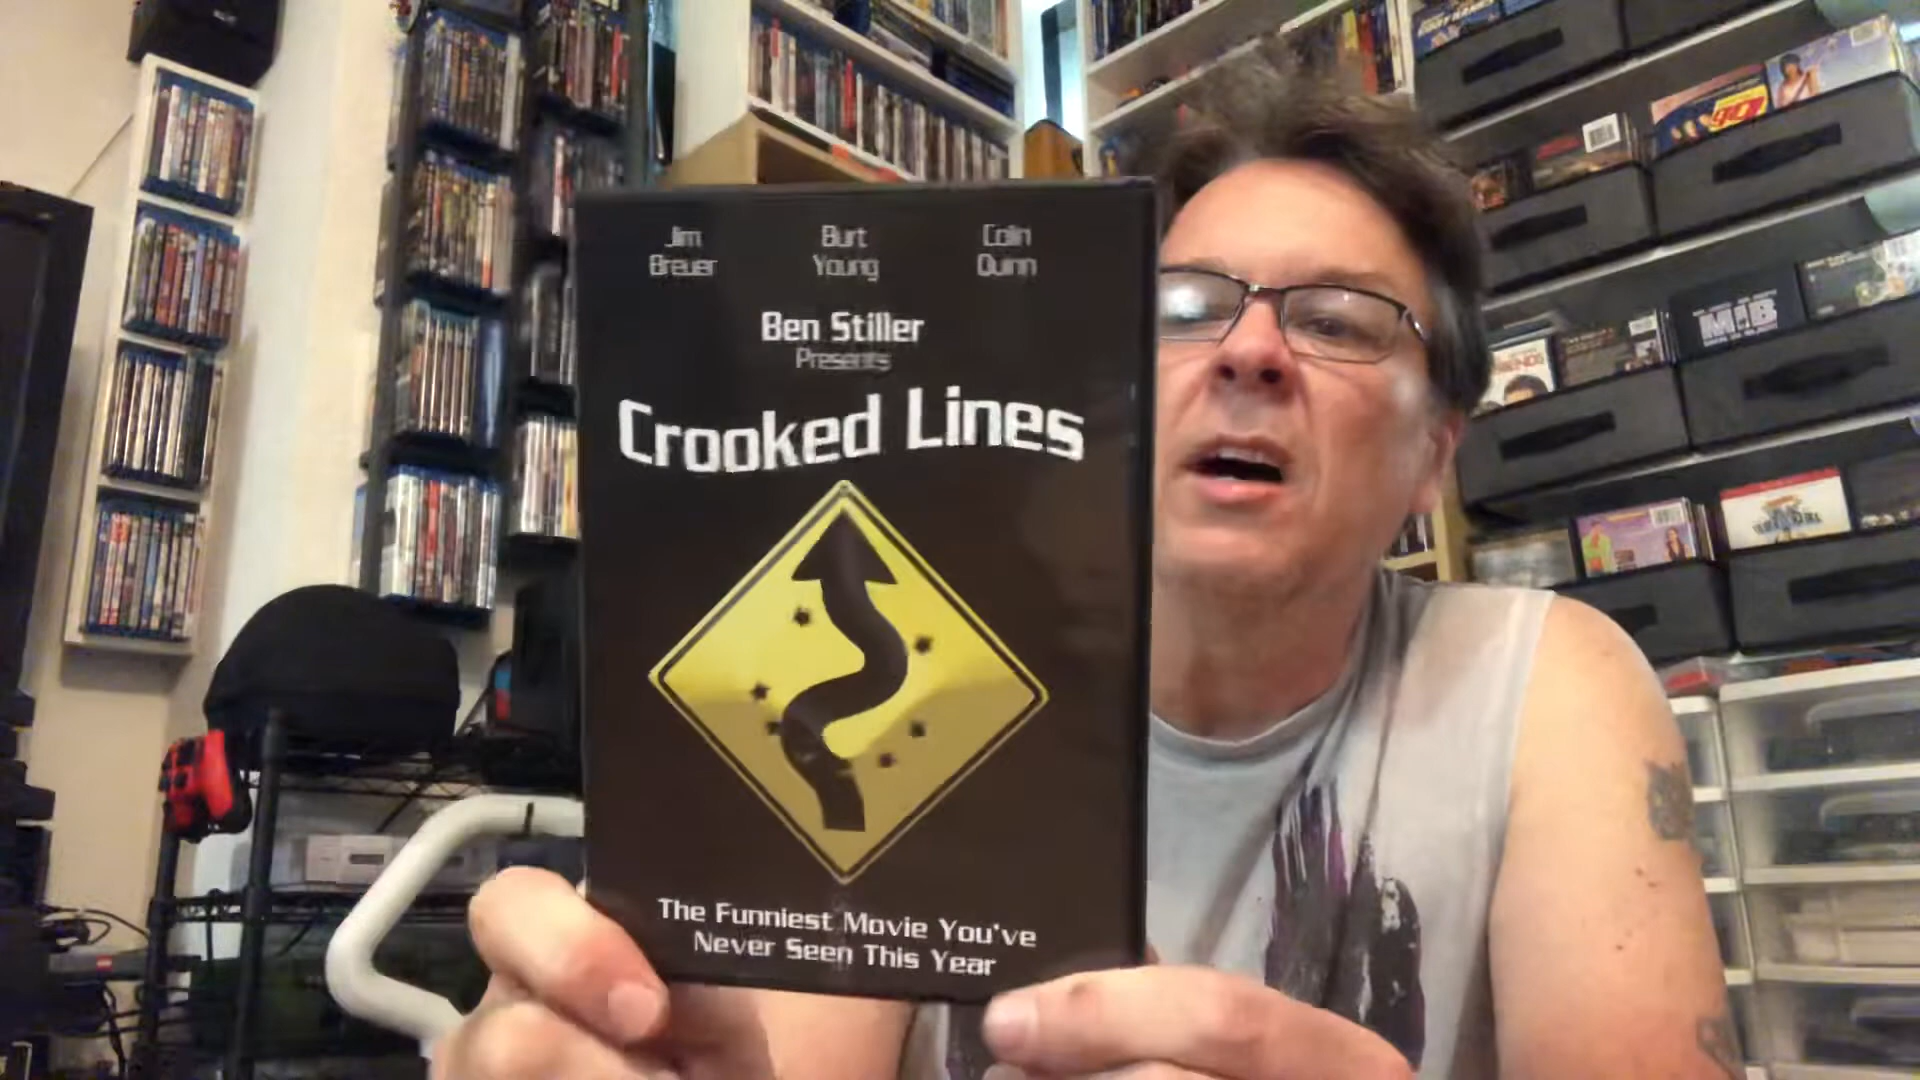 Jim Burt Colin
Breuer Young Quinn
Ben Stiller
Presents
Crooked Lines
The Funniest Movie You've
Never Seen This Year
MIB